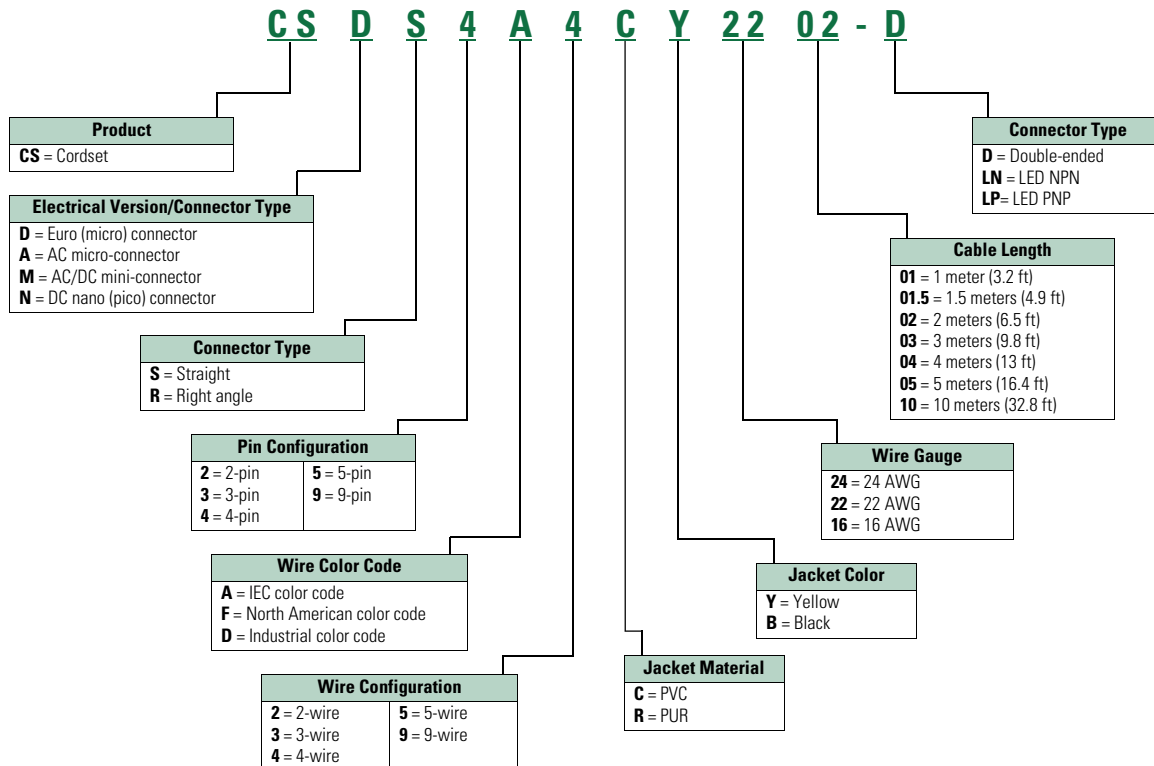 CS D S 4 A 4 C Y 22 02 - D
Product
CS = Cordset
Electrical Version/Connector Type
D = Euro (micro) connector
A = AC micro-connector
M = AC/DC mini-connector
N = DC nano (pico) connector
Connector Type
S = Straight
R = Right angle
Pin Configuration
2 = 2-pin
3 = 3-pin
4 = 4-pin
5 = 5-pin
9 = 9-pin
Wire Color Code
A = IEC color code
F = North American color code
D = Industrial color code
Wire Configuration
2 = 2-wire
3 = 3-wire
4 = 4-wire
5 = 5-wire
9 = 9-wire
Connector Type
D = Double-ended
LN = LED NPN
LP= LED PNP
Cable Length
01 = 1 meter (3.2 ft)
01.5 = 1.5 meters (4.9 ft)
02 = 2 meters (6.5 ft)
03 = 3 meters (9.8 ft)
04 = 4 meters (13 ft)
05 = 5 meters (16.4 ft)
10 = 10 meters (32.8 ft)
Wire Gauge
24 = 24 AWG
22 = 22 AWG
16 = 16 AWG
Jacket Color
Y = Yellow
B = Black
Jacket Material
C = PVC
R = PUR